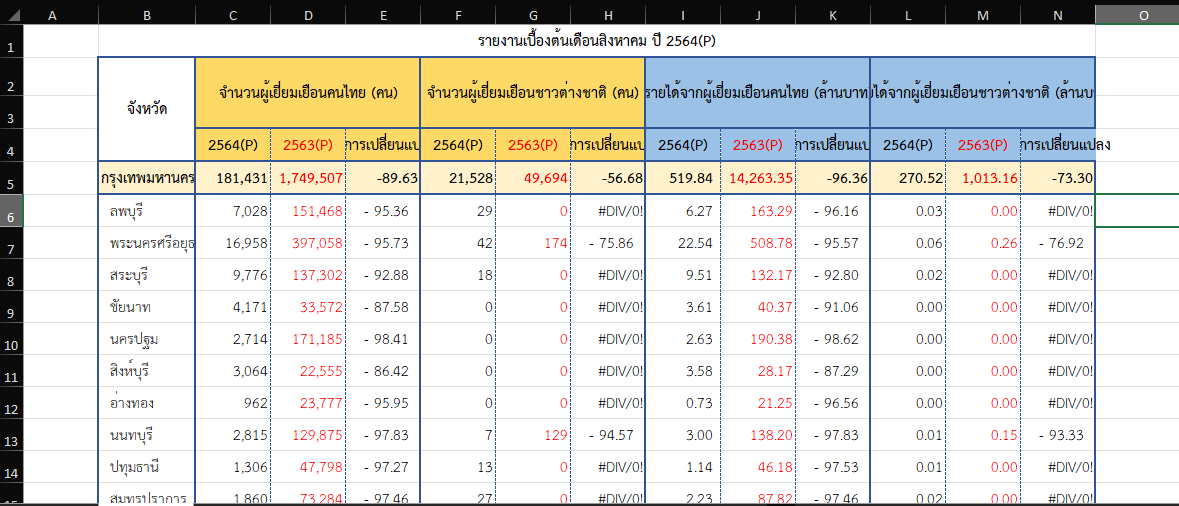 A B C D E F G H I J K L M N O
1 รายงานเบื้องต้นเดือนสิงหาคม ปี 2564(P)
2 จังหวัด จำนวนผู้เยี่ยมเยือนคนไทย (คน) จำนวนผู้เยี่ยมเยือนชาวต่างชาติ (คน) รายได้จากผู้เยี่ยมเยือนคนไทย (ล้านบาท ได้จากผู้เยี่ยมเยือนชาวต่างชาติ (ล้านบ
3
4 2564(P) 2563(P) การเปลี่ยนแป 2564(P) 2563(P) การเปลี่ยนแป 2564(P) 2563(P) การเปลี่ยนแป 2564(P) 2563(P) การเปลี่ยนแปลง
5 กรุงเทพมหานคร 181,431 1,749,507 -89.63 21,528 49,694 -56.68 519.84 14,263.35 -96.36 270.52 1,013.16 -73.30
6 ลพบุรี 7,028 151,468 - 95.36 29 0 #DIV/0! 6.27 163.29 - 96.16 0.03 0.00 #DIV/0!
7 พระนครศรีอยุธ 16,958 397,058 - 95.73 42 174 - 75.86 22.54 508.78 - 95.57 0.06 0.26 - 76.92
8 สระบุรี 9,776 137,302 - 92.88 18 0 #DIV/0! 9.51 132.17 - 92.80 0.02 0.00 #DIV/0!
9 ชัยนาท 4,171 33,572 - 87.58 0 0 #DIV/0! 3.61 40.37 - 91.06 0.00 0.00 #DIV/0!
10 นครปฐม 2,714 171,185 - 98.41 0 0 #DIV/0! 2.63 190.38 - 98.62 0.00 0.00 #DIV/0!
11 สิงห์บุรี 3,064 22,555 - 86.42 0 0 #DIV/0! 3.58 28.17 - 87.29 0.00 0.00 #DIV/0!
12 อ่างทอง 962 23,777 - 95.95 0 0 #DIV/0! 0.73 21.25 - 96.56 0.00 0.00 #DIV/0!
13 นนทบุรี 2,815 129,875 - 97.83 7 129 - 94.57 3.00 138.20 - 97.83 0.01 0.15 - 93.33
14 ปทุมธานี 1,306 47,798 - 97.27 13 0 #DIV/0! 1.14 46.18 - 97.53 0.01 0.00 #DIV/0!
15 สมุทรปราการ 1,860 73,284 - 97.46 27 0 #DIV/0! 2.23 87.82 - 97.46 0.02 0.00 #DIV/0!